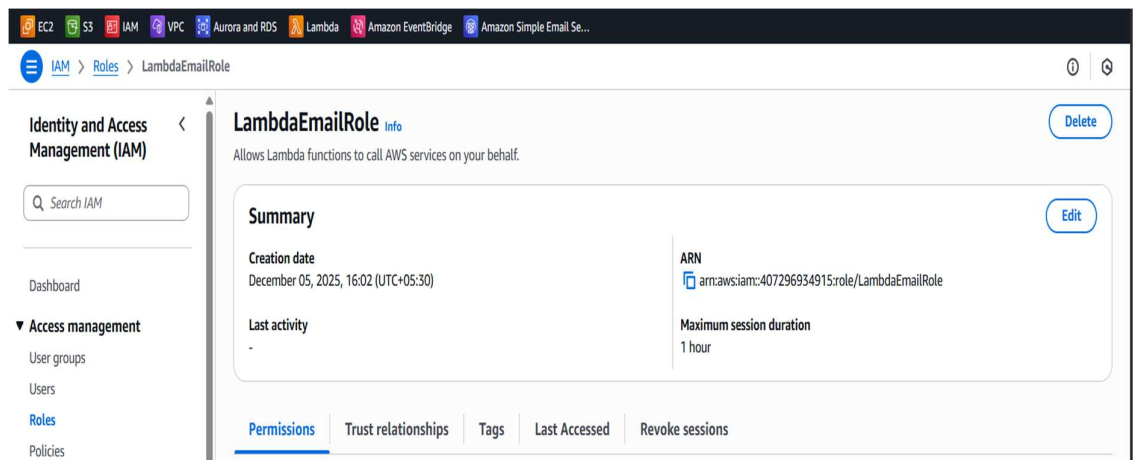 EC2 S3 IAM VPC Aurora and RDS Lambda Amazon EventBridge Amazon Simple Email Se...
IAM > Roles > LambdaEmailRole
Identity and Access
Management (IAM)
Search IAM
Dashboard
Access management
User groups
Users
Roles
Policies
LambdaEmailRole Info
Delete
Allows Lambda functions to call AWS services on your behalf.
Summary
Edit
Creation date
December 05, 2025, 16:02 (UTC+05:30)
ARN
arn:aws:iam::407296934915:role/LambdaEmailRole
Last activity
-
Maximum session duration
1 hour
Permissions Trust relationships Tags Last Accessed Revoke sessions